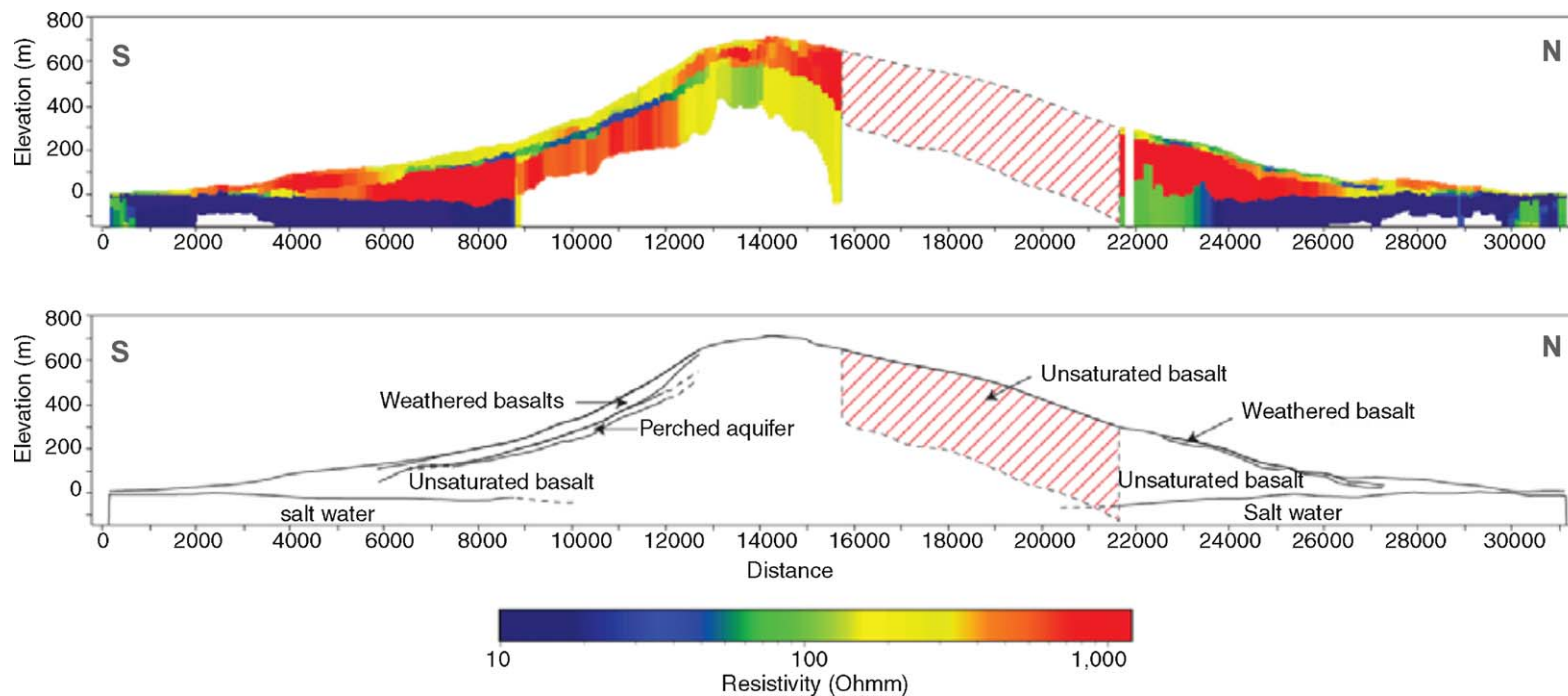 800
600
400
200
0
Elevation (m)
S
N
0 2000 4000 6000 8000 10000 12000 14000 16000 18000 20000 22000 24000 26000 28000 30000
800
600
400
200
0
Elevation (m)
S
N
Unsaturated basalt
Weathered basalts
Weathered basalt
Perched aquifer
Unsaturated basalt
Unsaturated basalt
salt water
Salt water
0 2000 4000 6000 8000 10000 12000 14000 16000 18000 20000 22000 24000 26000 28000 30000
Distance
10 100 1,000
Resistivity (Ohmm)